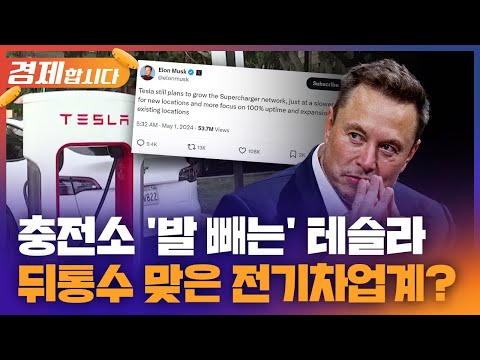 경제합시다
Elon Musk
@elonmusk
Subscribe
Tesla still plans to grow the Supercharger network, just at a slower
for new locations and more focus on 100% uptime and expansion
existing locations
5:32 AM · May 1, 2024 · 53.7M Views
13K
108K
TESLA
충전소 '발 빼는' 테슬라
뒤통수 맞은 전기차업계?